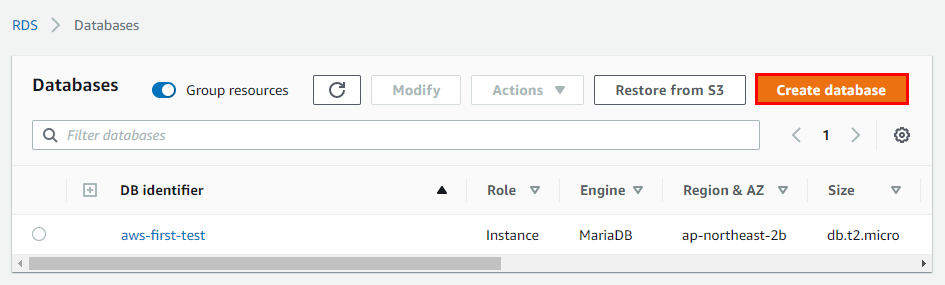 RDS > Databases
Databases Group resources Modify Actions Restore from S3 Create database
Filter databases 1
DB identifier Role Engine Region & AZ Size
aws-first-test Instance MariaDB ap-northeast-2b db.t2.micro